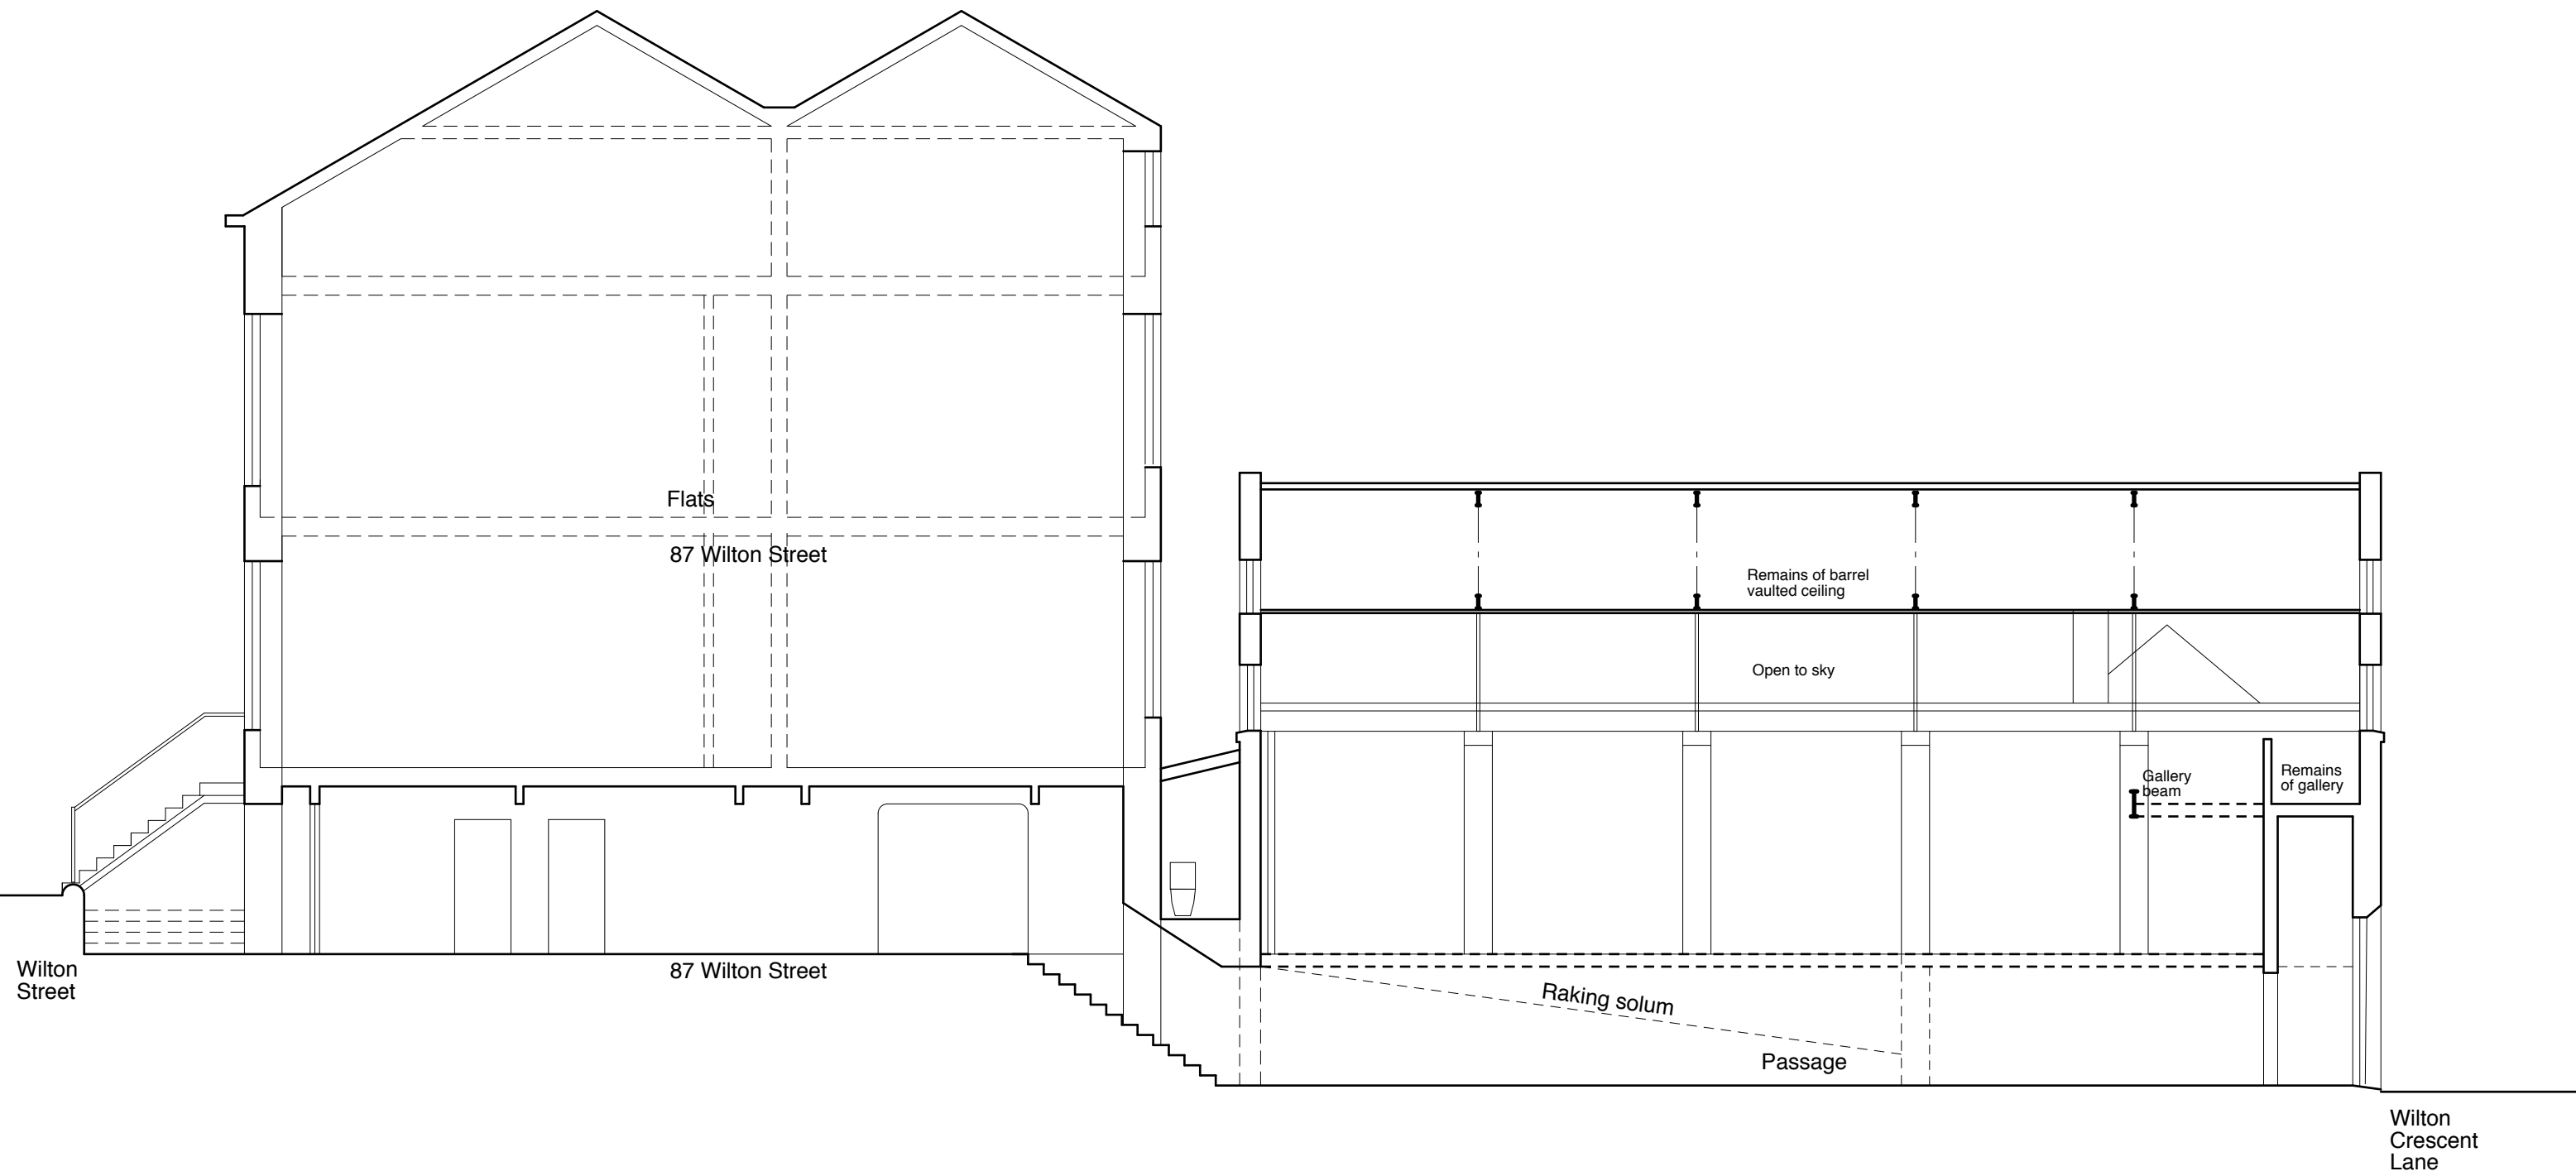 Flats
87 Wilton Street
Remains of barrel
vaulted ceiling
Open to sky
Gallery
beam
Remains
of gallery
Wilton
Street
87 Wilton Street
Raking solum
Passage
Wilton
Crescent
Lane